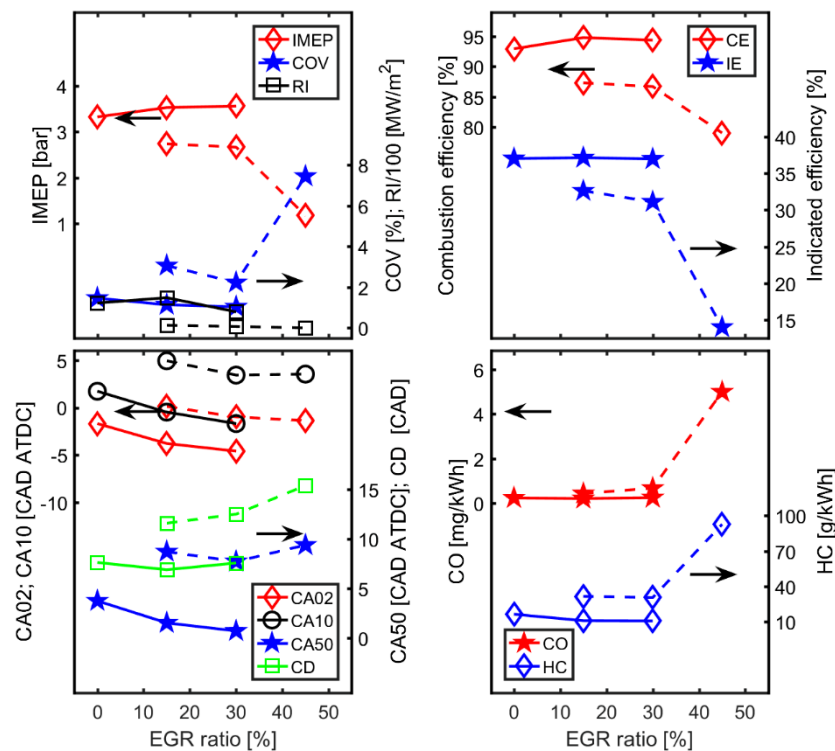 IMEP
COV
RI
4
3
2
1
IMEP [bar]
8
6
4
2
0
COV [%]; RI/100 [MW/m²]
CE
IE
95
90
85
80
Combustion efficiency [%]
40
35
30
25
20
15
Indicated efficiency [%]
5
0
-5
-10
CA02; CA10 [CAD ATDC]
15
10
5
0
CA50 [CAD ATDC]; CD [CAD]
CA02
CA10
CA50
CD
0 10 20 30 40 50
EGR ratio [%]
6
4
2
0
CO [mg/kWh]
100
70
40
10
HC [g/kWh]
CO
HC
0 10 20 30 40 50
EGR ratio [%]